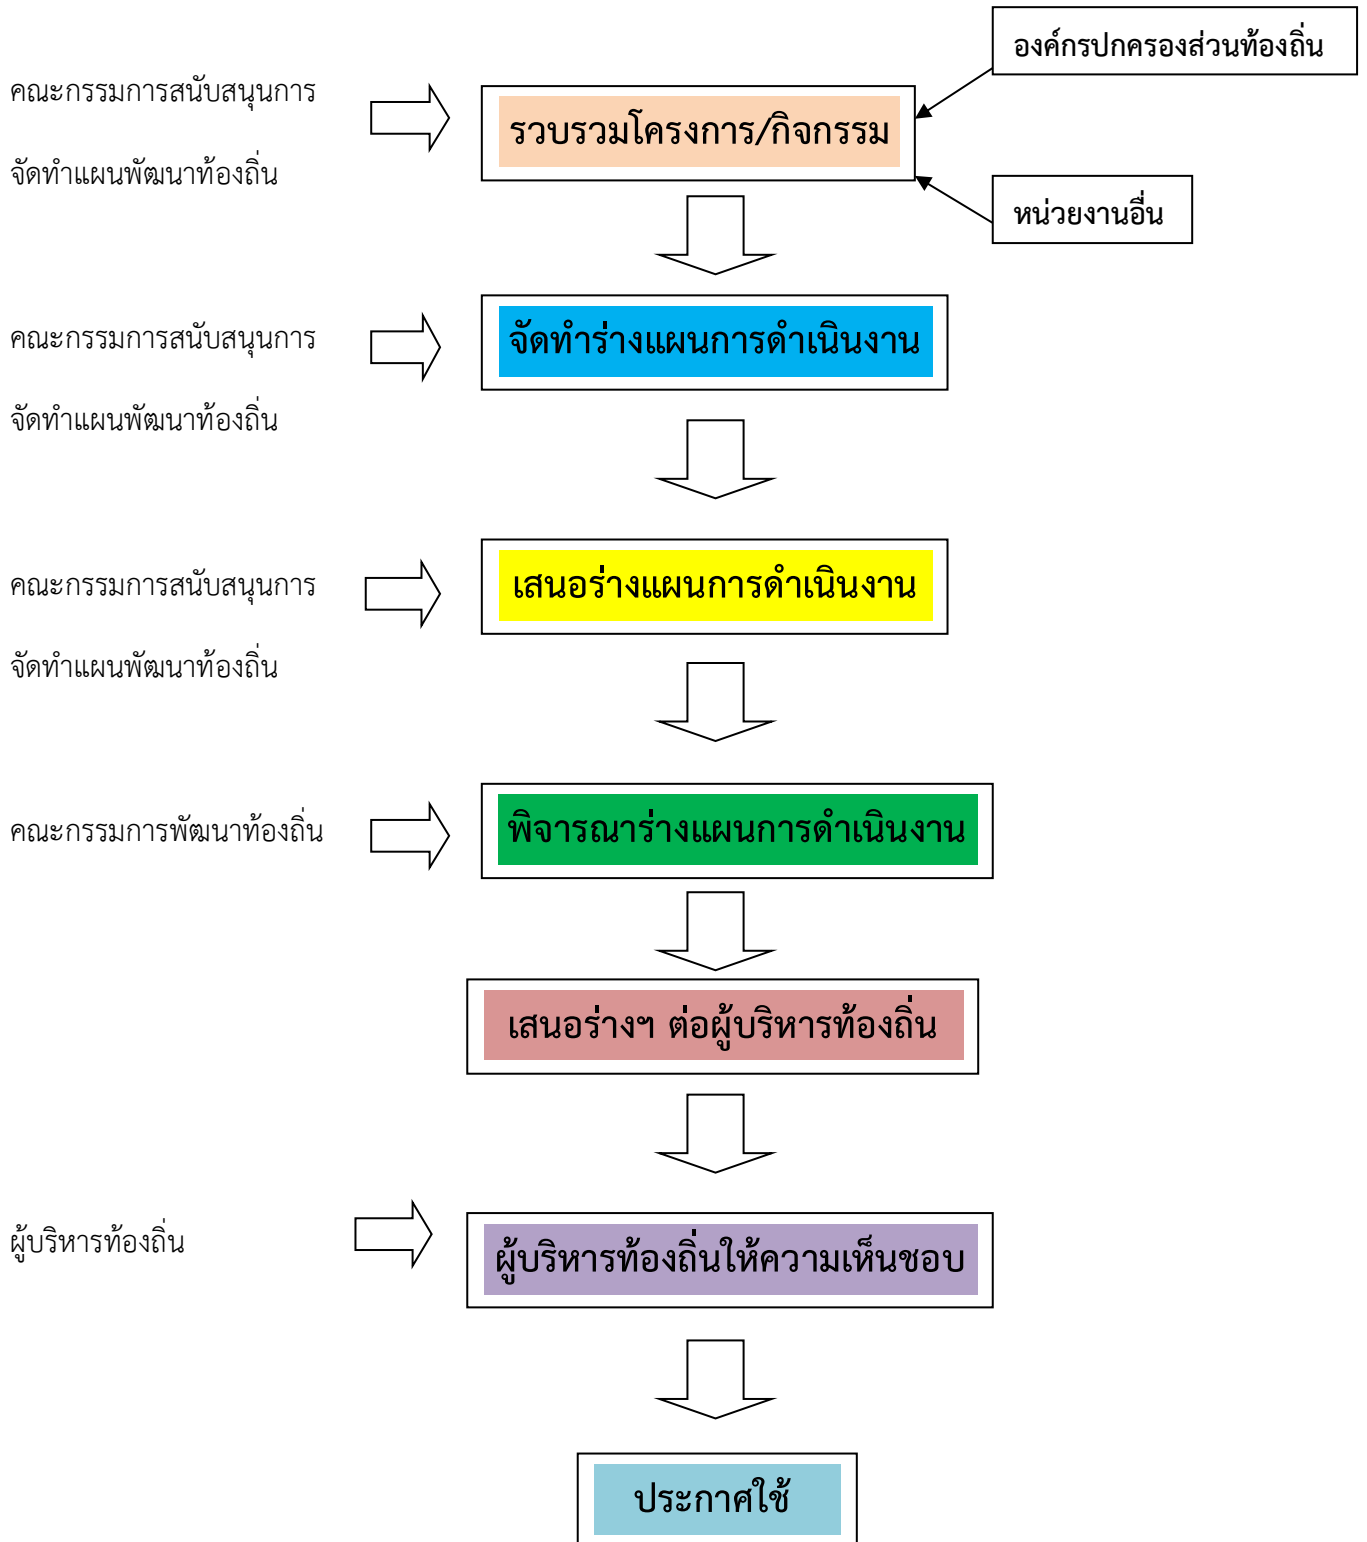 องค์กรปกครองส่วนท้องถิ่น
คณะกรรมการสนับสนุนการ
จัดทำแผนพัฒนาท้องถิ่น
รวบรวมโครงการ/กิจกรรม
หน่วยงานอื่น
คณะกรรมการสนับสนุนการ
จัดทำแผนพัฒนาท้องถิ่น
จัดทำร่างแผนการดำเนินงาน
คณะกรรมการสนับสนุนการ
จัดทำแผนพัฒนาท้องถิ่น
เสนอร่างแผนการดำเนินงาน
คณะกรรมการพัฒนาท้องถิ่น
พิจารณาร่างแผนการดำเนินงาน
เสนอร่างฯ ต่อผู้บริหารท้องถิ่น
ผู้บริหารท้องถิ่น
ผู้บริหารท้องถิ่นให้ความเห็นชอบ
ประกาศใช้